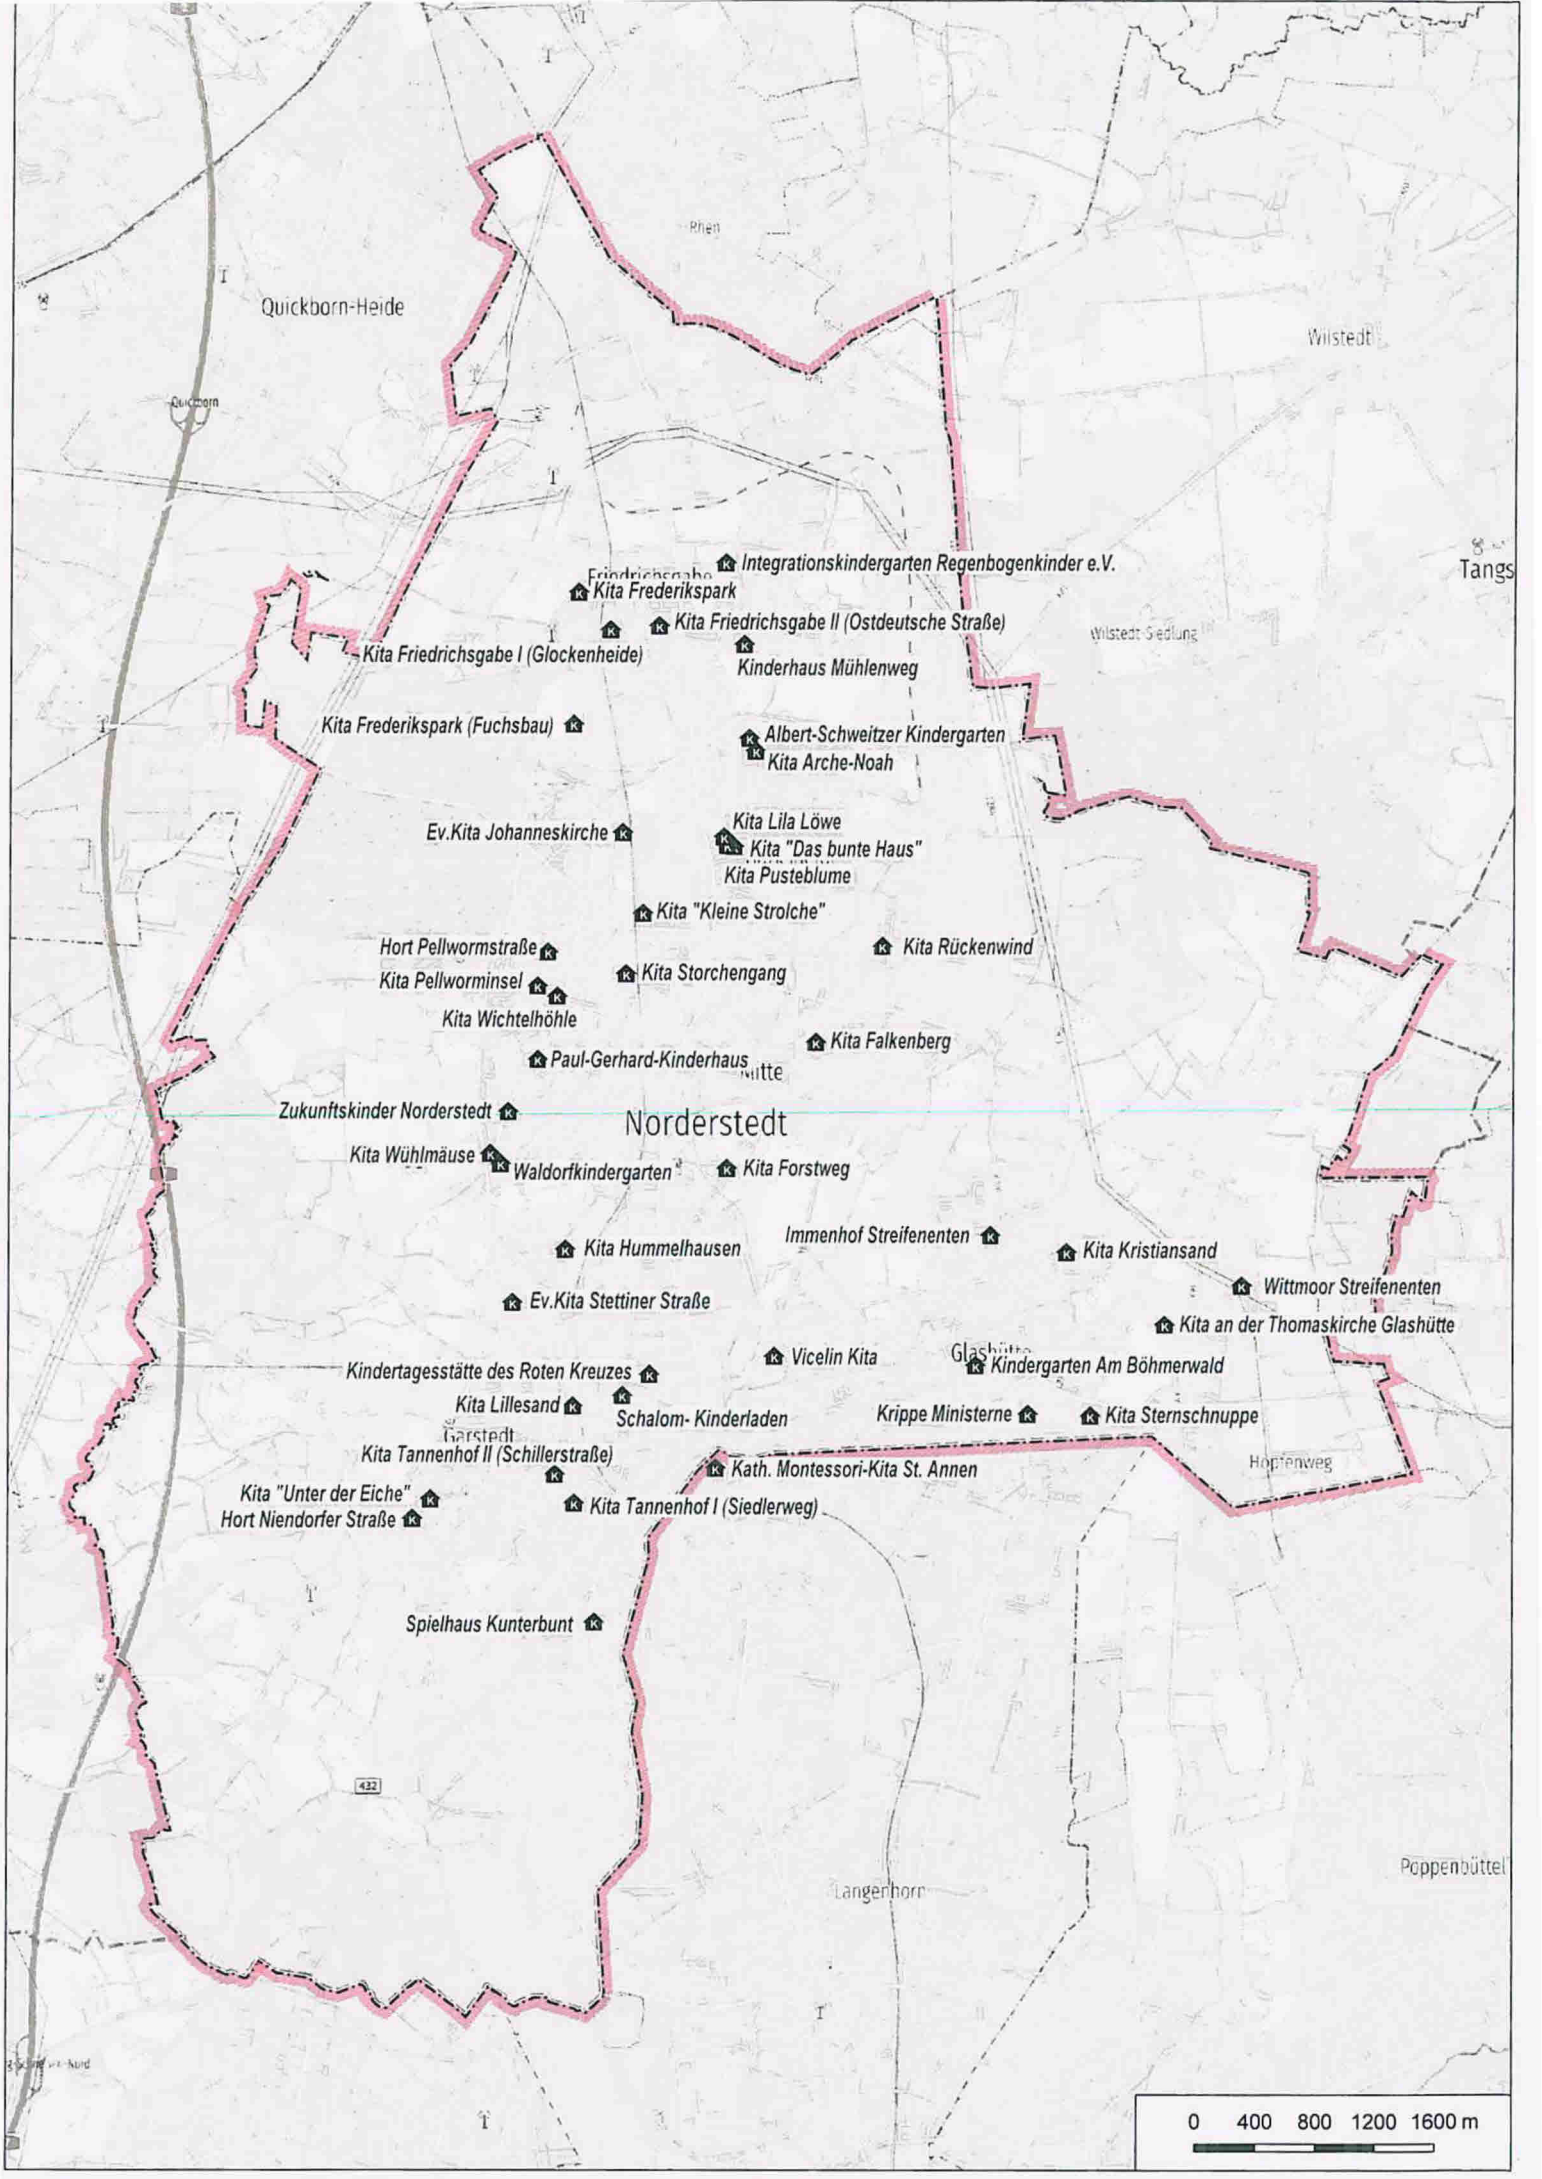 Rhen
Quickborn-Heide
Wilstedt
Quickborn
Tangs
Integrationskindergarten Regenbogenkinder e.V.
Friedrichsgabe
Kita Frederikspark
Kita Friedrichsgabe II (Ostdeutsche Straße)
Wilstedt-Siedlung
Kita Friedrichsgabe I (Glockenheide)
Kinderhaus Mühlenweg
Kita Frederikspark (Fuchsbau)
Albert-Schweitzer Kindergarten
Kita Arche-Noah
Kita Lila Löwe
Ev.Kita Johanneskirche
Kita "Das bunte Haus"
Kita Pusteblume
Kita "Kleine Strolche"
Hort Pellwormstraße
Kita Rückenwind
Kita Storchengang
Kita Pellworminsel
Kita Wichtelhöhle
Kita Falkenberg
Paul-Gerhard-Kinderhaus
Mitte
Zukunftskinder Norderstedt
Norderstedt
Kita Wühlmäuse
Waldorfkindergarten
Kita Forstweg
Immenhof Streifenenten
Kita Hummelhausen
Kita Kristiansand
Wittmoor Streifenenten
Ev.Kita Stettiner Straße
Kita an der Thomaskirche Glashütte
Glashütte
Vicelin Kita
Kindergarten Am Böhmerwald
Kindertagesstätte des Roten Kreuzes
Kita Lillesand
Schalom- Kinderladen
Krippe Ministerne
Kita Sternschnuppe
Garstedt
Kita Tannenhof II (Schillerstraße)
Hopfenweg
Kath. Montessori-Kita St. Annen
Kita "Unter der Eiche"
Kita Tannenhof I (Siedlerweg)
Hort Niendorfer Straße
Spielhaus Kunterbunt
432
Poppenbüttel
Langenhorn
0 400 800 1200 1600 m